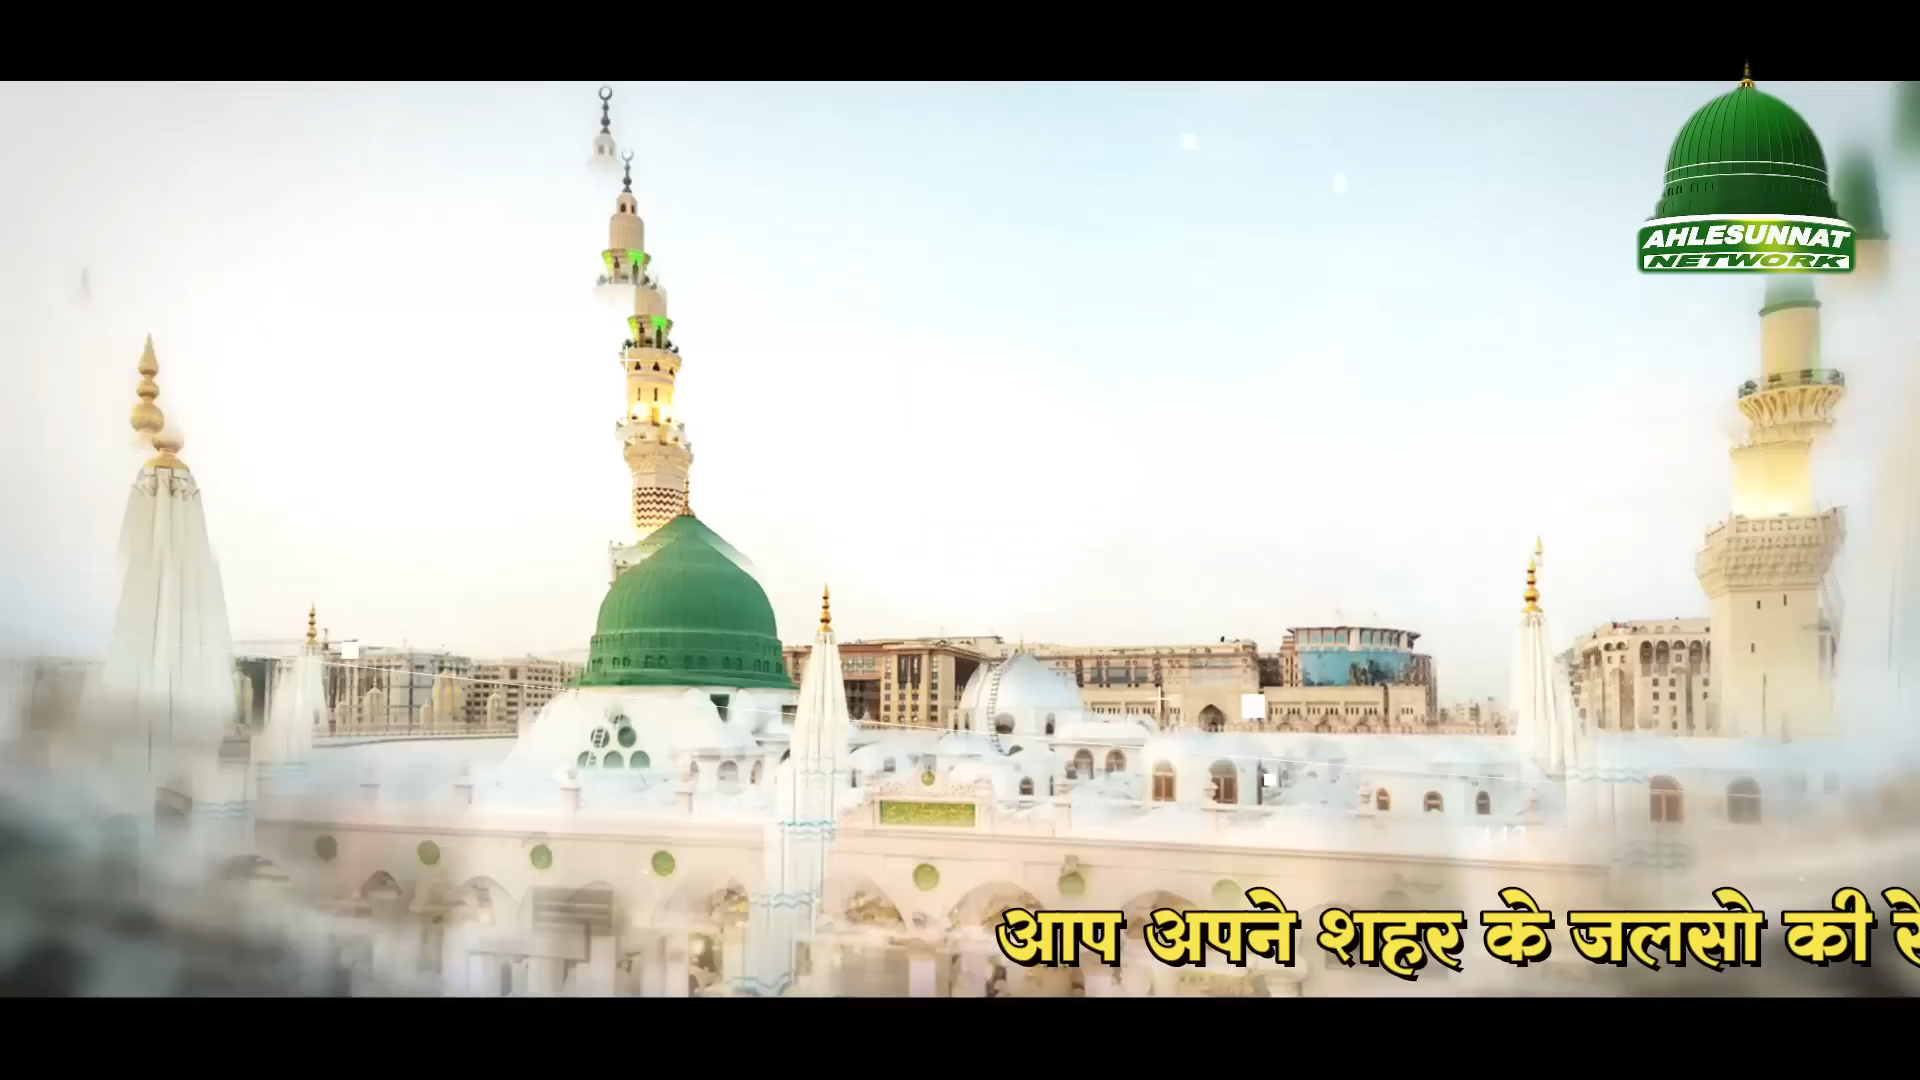 AHLESUNNAT
NETWORK
आप अपने शहर के जलसो की